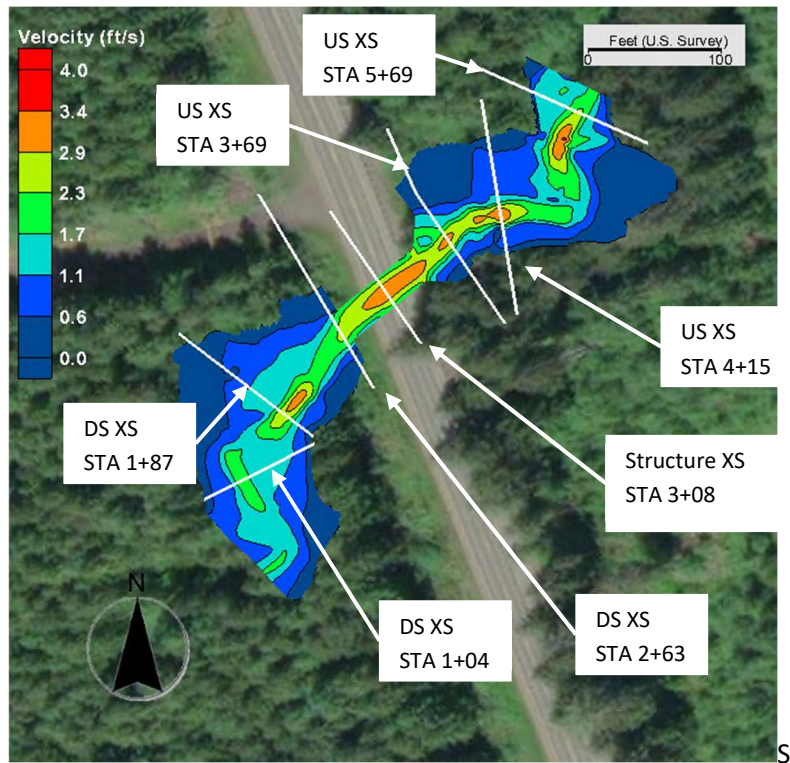 Velocity (ft/s)
4.0
3.4
2.9
2.3
1.7
1.1
0.6
0.0
US XS
STA 5+69
Feet (U.S. Survey)
0 100
US XS
STA 3+69
US XS
STA 4+15
DS XS
STA 1+87
Structure XS
STA 3+08
DS XS
STA 1+04
DS XS
STA 2+63
N
S